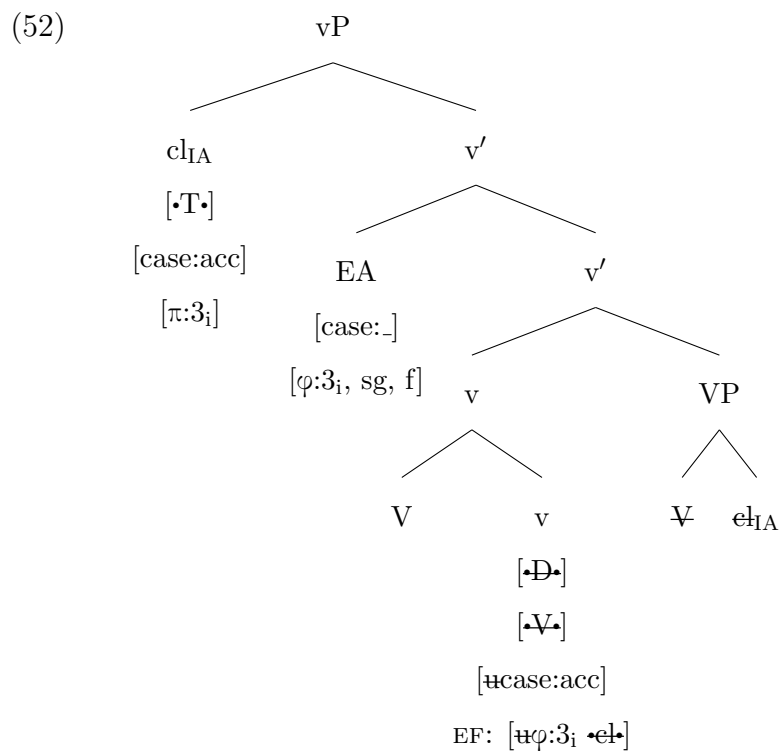 (52) vP
cl_IA v′
[•T•]
[case:acc] EA v′
[π:3_i] [case:_]
[φ:3_i, sg, f] v VP
V v V cl_IA
[•D•]
[•V•]
[ucase:acc]
EF: [uφ:3_i •cl•]